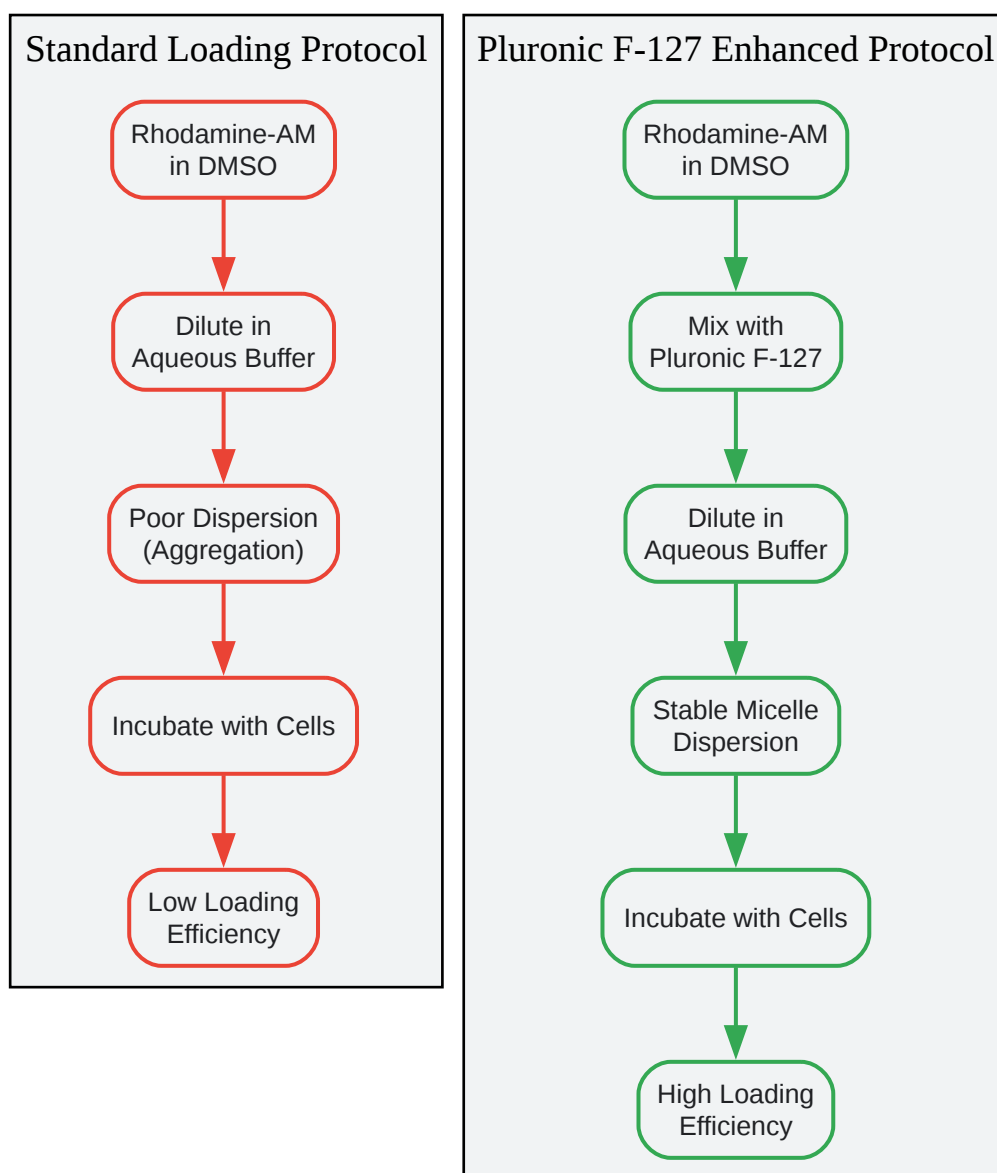 Standard Loading Protocol
Rhodamine-AM
in DMSO
Dilute in
Aqueous Buffer
Poor Dispersion
(Aggregation)
Incubate with Cells
Low Loading
Efficiency
Pluronic F-127 Enhanced Protocol
Rhodamine-AM
in DMSO
Mix with
Pluronic F-127
Dilute in
Aqueous Buffer
Stable Micelle
Dispersion
Incubate with Cells
High Loading
Efficiency